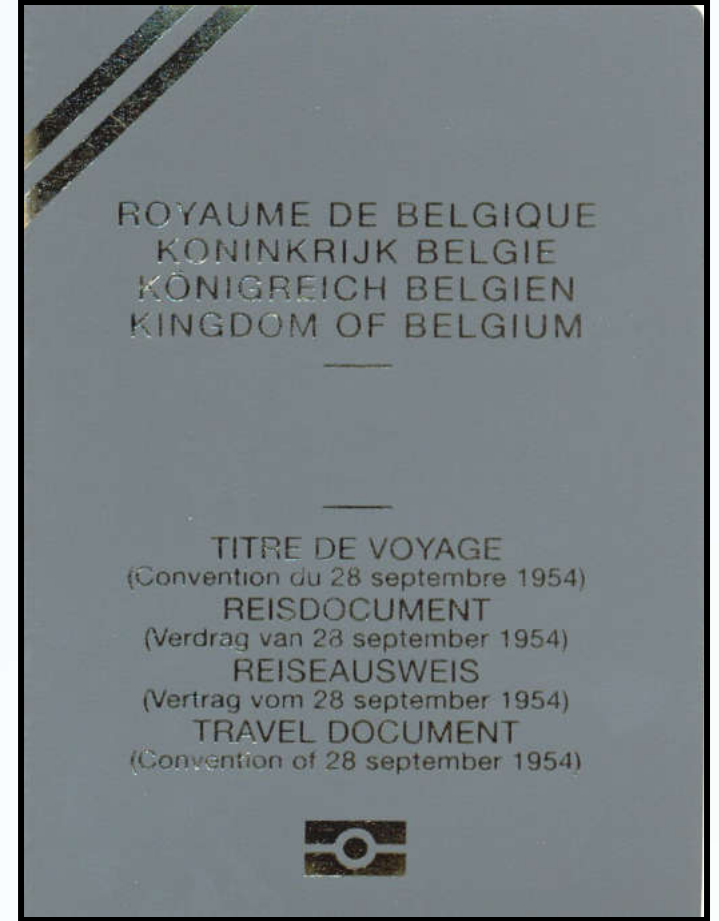 ROYAUME DE BELGIQUE
KONINKRIJK BELGIE
KÖNIGREICH BELGIEN
KINGDOM OF BELGIUM
TITRE DE VOYAGE
(Convention du 28 septembre 1954)
REISDOCUMENT
(Verdrag van 28 september 1954)
REISEAUSWEIS
(Vertrag vom 28 september 1954)
TRAVEL DOCUMENT
(Convention of 28 september 1954)